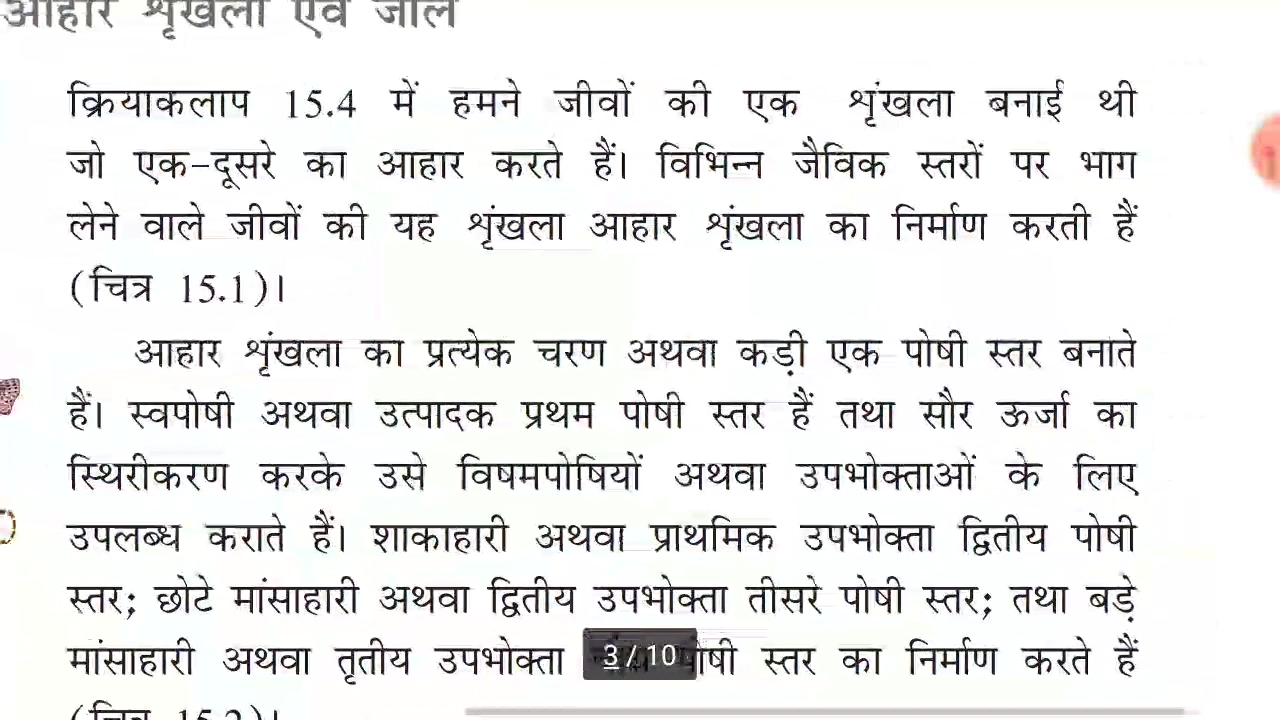 आहार शृंखला एवं जाल
क्रियाकलाप 15.4 में हमने जीवों की एक शृंखला बनाई थी
जो एक-दूसरे का आहार करते हैं। विभिन्न जैविक स्तरों पर भाग
लेने वाले जीवों की यह शृंखला आहार शृंखला का निर्माण करती हैं
(चित्र 15.1)।
आहार शृंखला का प्रत्येक चरण अथवा कड़ी एक पोषी स्तर बनाते
हैं। स्वपोषी अथवा उत्पादक प्रथम पोषी स्तर हैं तथा सौर ऊर्जा का
स्थिरीकरण करके उसे विषमपोषियों अथवा उपभोक्ताओं के लिए
उपलब्ध कराते हैं। शाकाहारी अथवा प्राथमिक उपभोक्ता द्वितीय पोषी
स्तर; छोटे मांसाहारी अथवा द्वितीय उपभोक्ता तीसरे पोषी स्तर; तथा बड़े
मांसाहारी अथवा तृतीय उपभोक्ता पोषी स्तर का निर्माण करते हैं
3 / 10
(चित्र 15.2)।